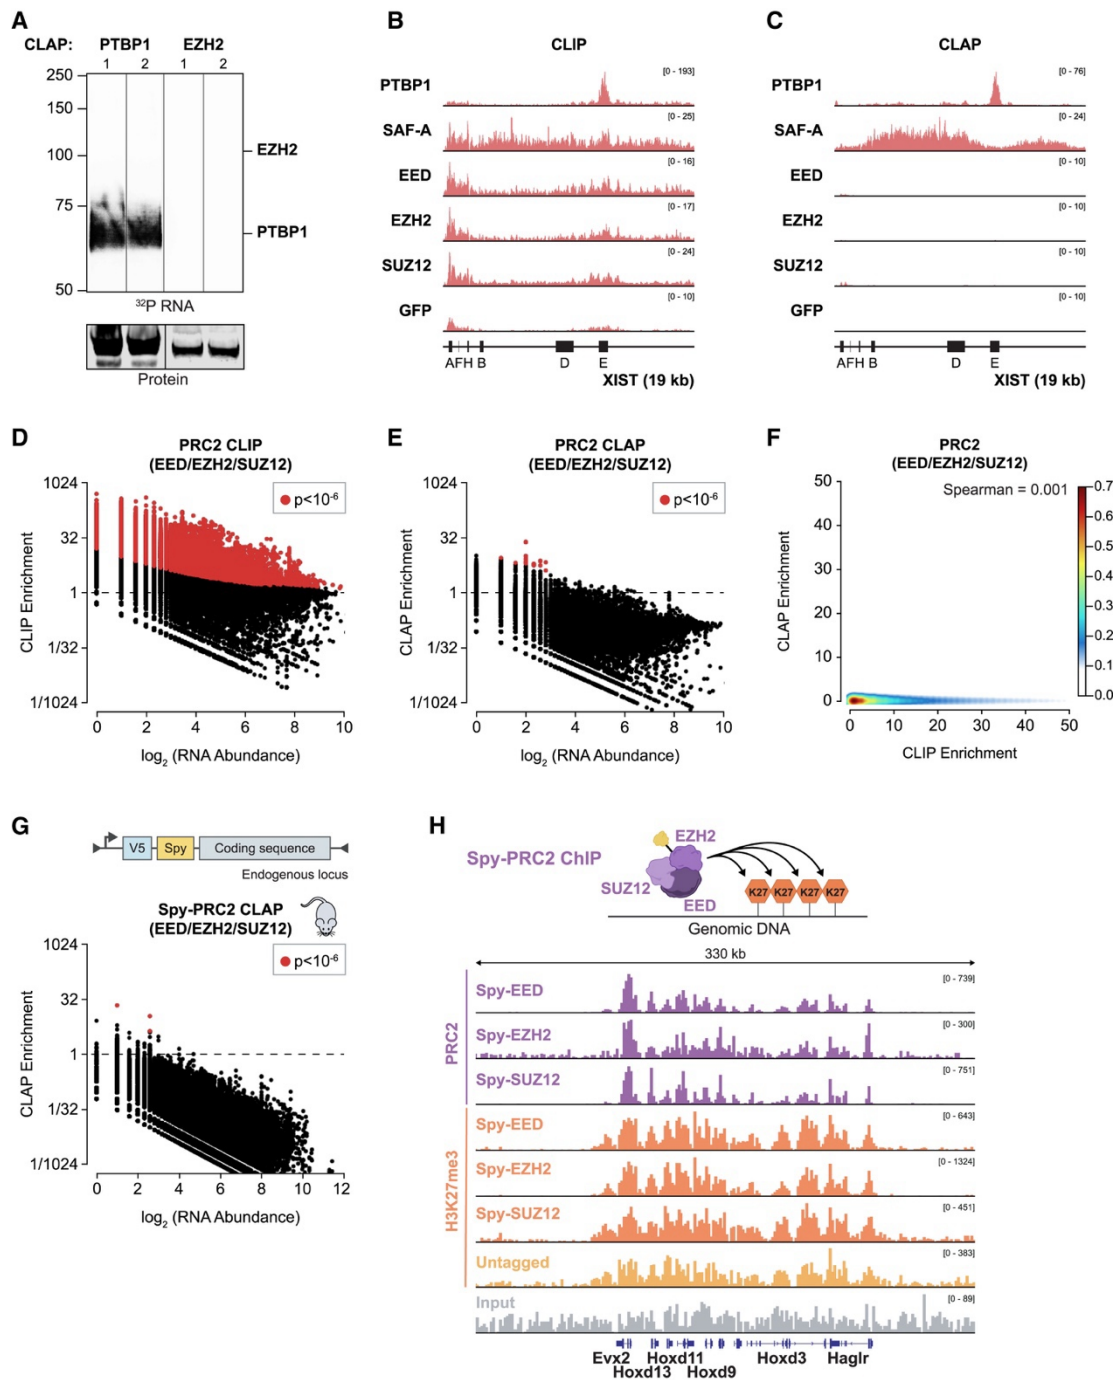 A
CLAP: PTBP1 EZH2
1 2 1 2
250
150
100
75
50
EZH2
PTBP1
32P RNA
Protein
B
CLIP
PTBP1 [0 - 193]
SAF-A [0 - 25]
EED [0 - 16]
EZH2 [0 - 17]
SUZ12 [0 - 24]
GFP [0 - 10]
A F H B D E
XIST (19 kb)
C
CLAP
PTBP1 [0 - 76]
SAF-A [0 - 24]
EED [0 - 10]
EZH2 [0 - 10]
SUZ12 [0 - 10]
GFP [0 - 10]
A F H B D E
XIST (19 kb)
D
PRC2 CLIP
(EED/EZH2/SUZ12)
p<10-6
CLIP Enrichment
1024
32
1
1/32
1/1024
0 2 4 6 8 10
log2 (RNA Abundance)
E
PRC2 CLAP
(EED/EZH2/SUZ12)
p<10-6
CLAP Enrichment
1024
32
1
1/32
1/1024
0 2 4 6 8 10
log2 (RNA Abundance)
F
PRC2
(EED/EZH2/SUZ12)
Spearman = 0.001
CLAP Enrichment
50
40
30
20
10
0
0 10 20 30 40 50
CLIP Enrichment
0.7
0.6
0.5
0.4
0.3
0.2
0.1
0.0
G
V5 Spy Coding sequence
Endogenous locus
Spy-PRC2 CLAP
(EED/EZH2/SUZ12)
p<10-6
CLAP Enrichment
1024
32
1
1/32
1/1024
0 2 4 6 8 10 12
log2 (RNA Abundance)
H
Spy-PRC2 ChIP
EZH2
SUZ12
EED
K27 K27 K27 K27
Genomic DNA
330 kb
PRC2
Spy-EED [0 - 739]
Spy-EZH2 [0 - 300]
Spy-SUZ12 [0 - 751]
H3K27me3
Spy-EED [0 - 643]
Spy-EZH2 [0 - 1324]
Spy-SUZ12 [0 - 451]
Untagged [0 - 383]
Input [0 - 89]
Evx2 Hoxd11 Hoxd3 Haglr
Hoxd13 Hoxd9